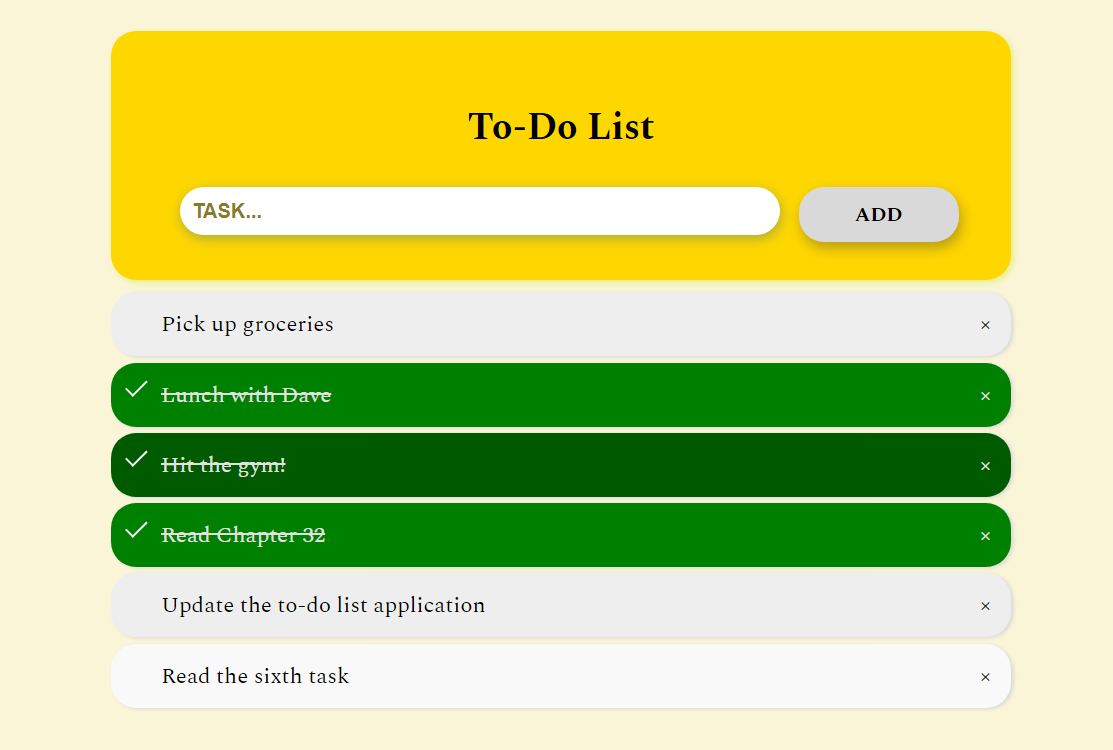 To-Do List
TASK...
ADD
Pick up groceries ×
Lunch with Dave ×
Hit the gym! ×
Read Chapter 32 ×
Update the to-do list application ×
Read the sixth task ×